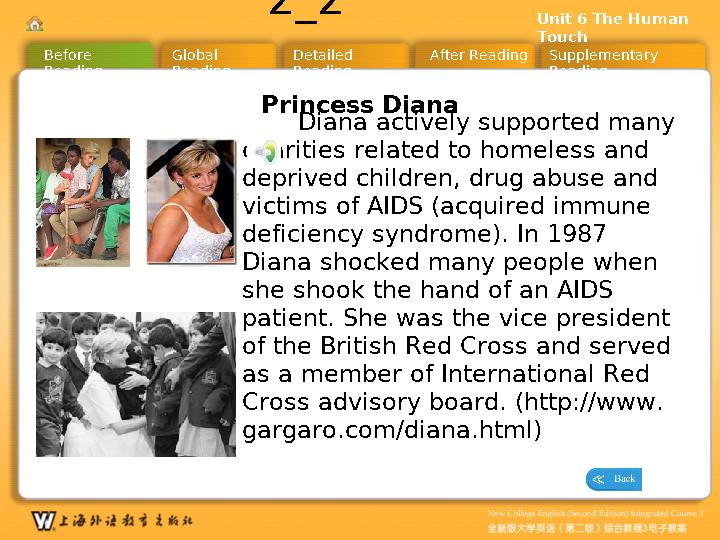 2_2
Unit 6 The Human
Touch
Before
Reading
Global
Reading
Detailed
Reading
After Reading
Supplementary
Reading
Princess Diana
Diana actively supported many
charities related to homeless and
deprived children, drug abuse and
victims of AIDS (acquired immune
deficiency syndrome). In 1987
Diana shocked many people when
she shook the hand of an AIDS
patient. She was the vice president
of the British Red Cross and served
as a member of International Red
Cross advisory board. (http://www.
gargaro.com/diana.html)
Back
W 上海外语教育出版社
New College English (Second Edition) Integrated Course 3
全新版大学英语（第二版）综合教程3电子教案